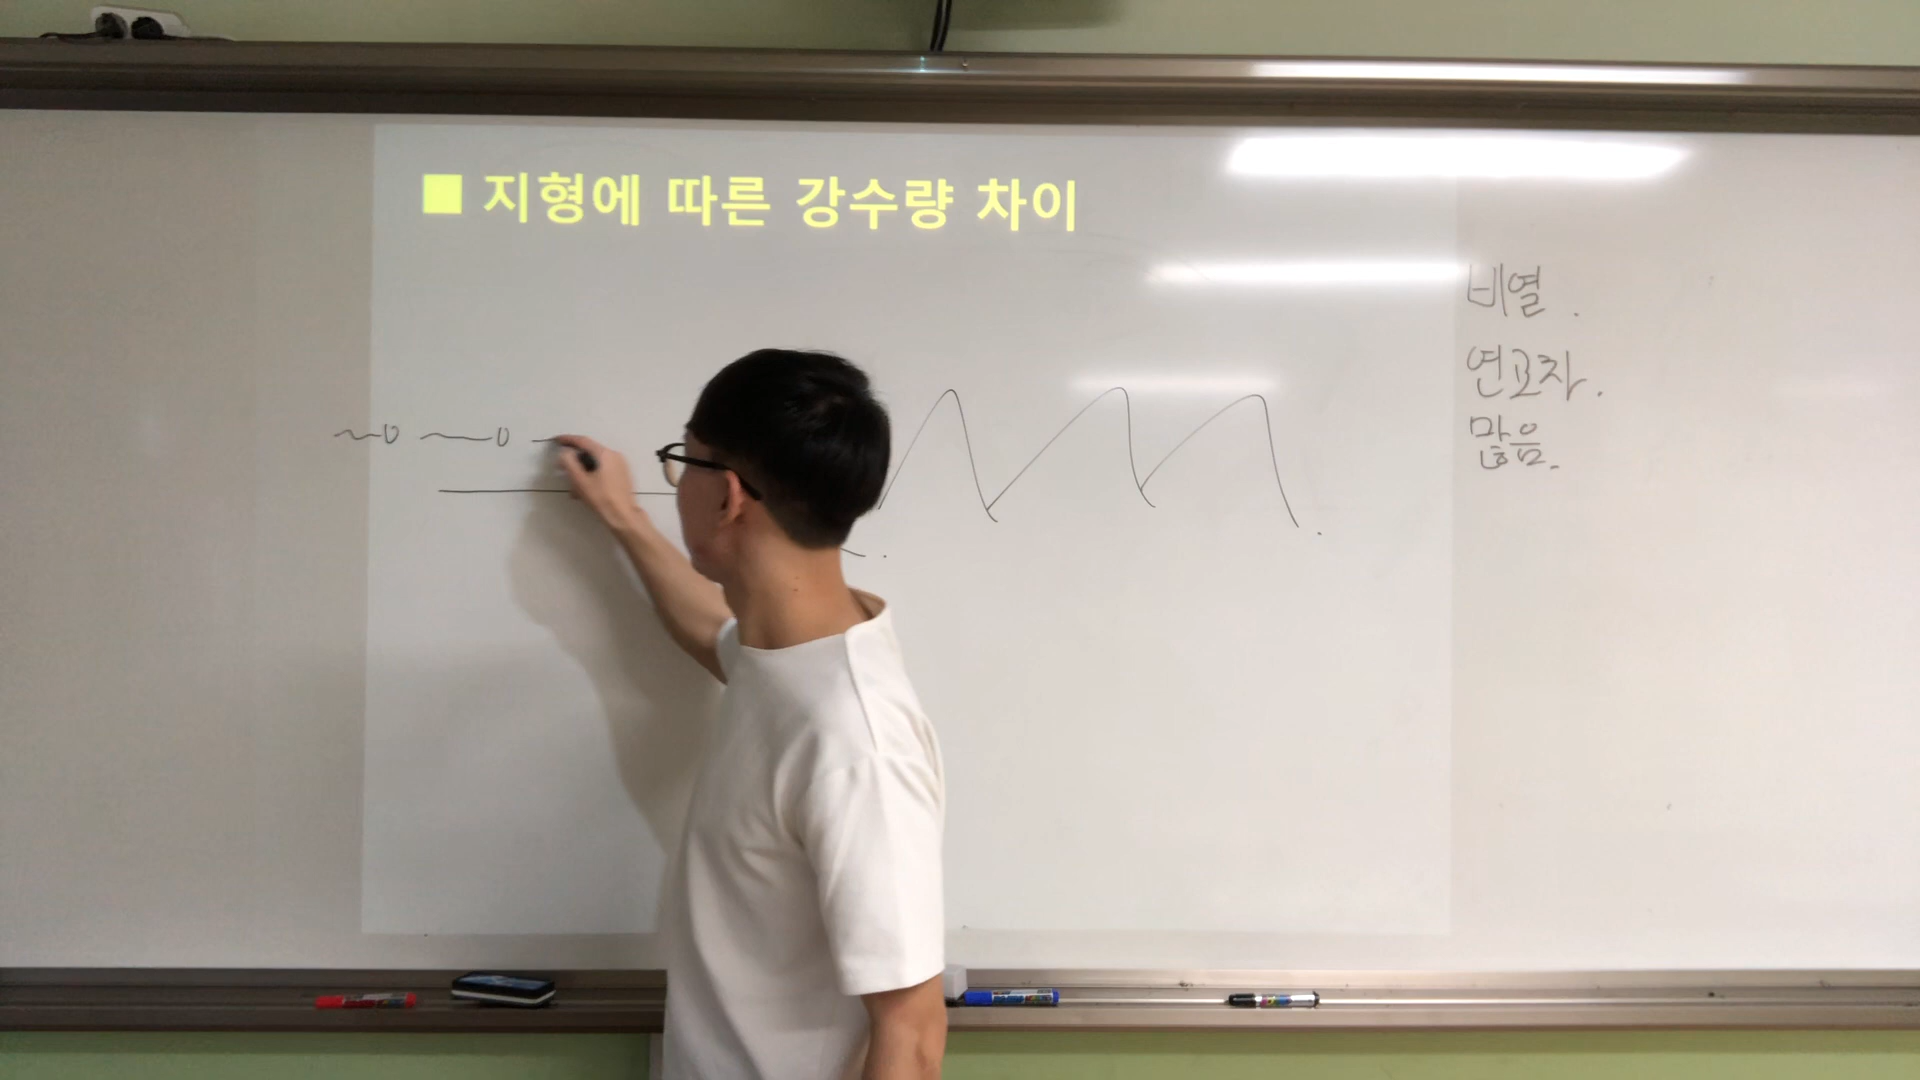 ■ 지형에 따른 강수량 차이
비열.
연교차.
많음.